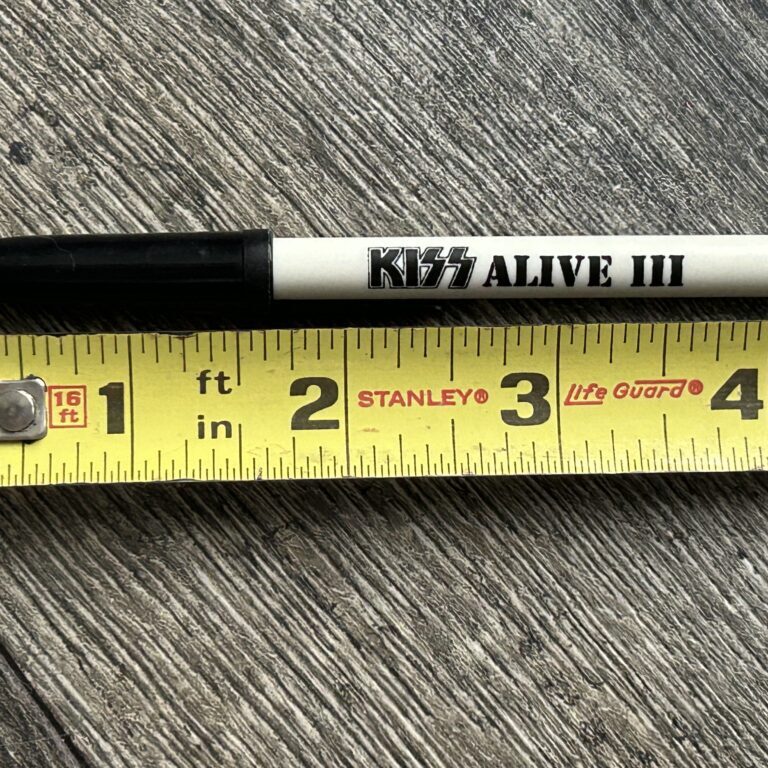 KISS ALIVE III
16 ft
1
ft
in
2
STANLEY®
3
Life Guard®
4